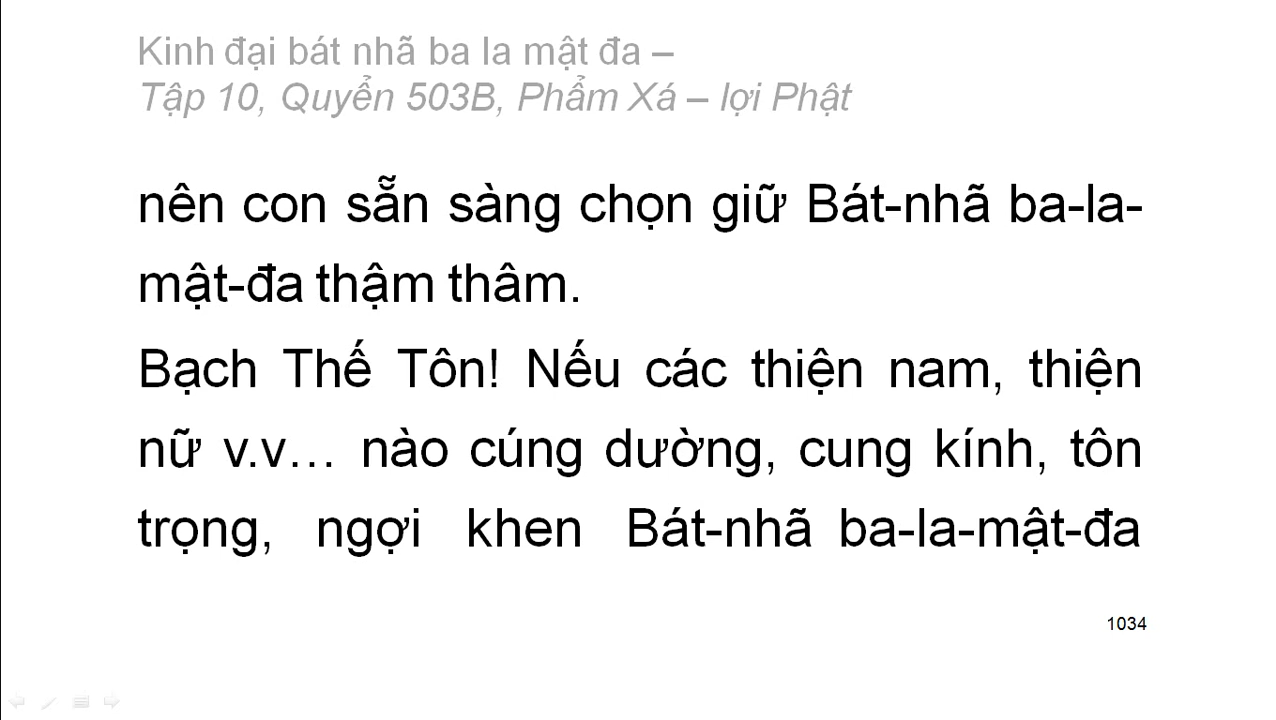 Kinh đại bát nhã ba la mật đa –
Tập 10, Quyển 503B, Phẩm Xá – lợi Phật
nên con sẵn sàng chọn giữ Bát-nhã ba-la-
mật-đa thậm thâm.
Bạch Thế Tôn! Nếu các thiện nam, thiện
nữ v.v… nào cúng dường, cung kính, tôn
trọng, ngợi khen Bát-nhã ba-la-mật-đa
1034